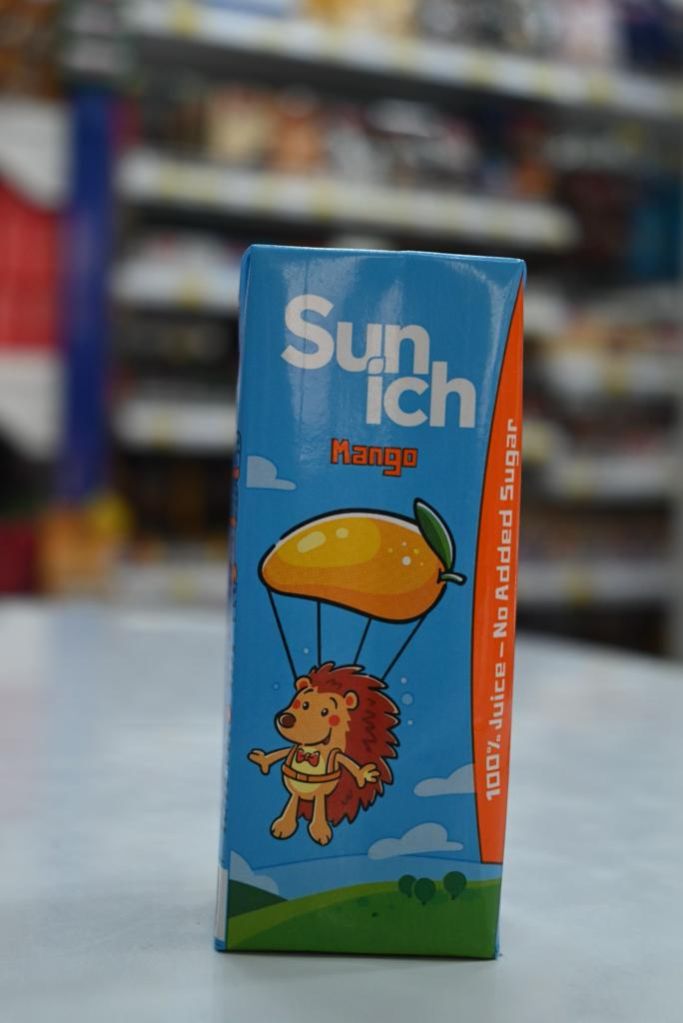 Sun
ich
Mango
100% Juice – No Added Sugar